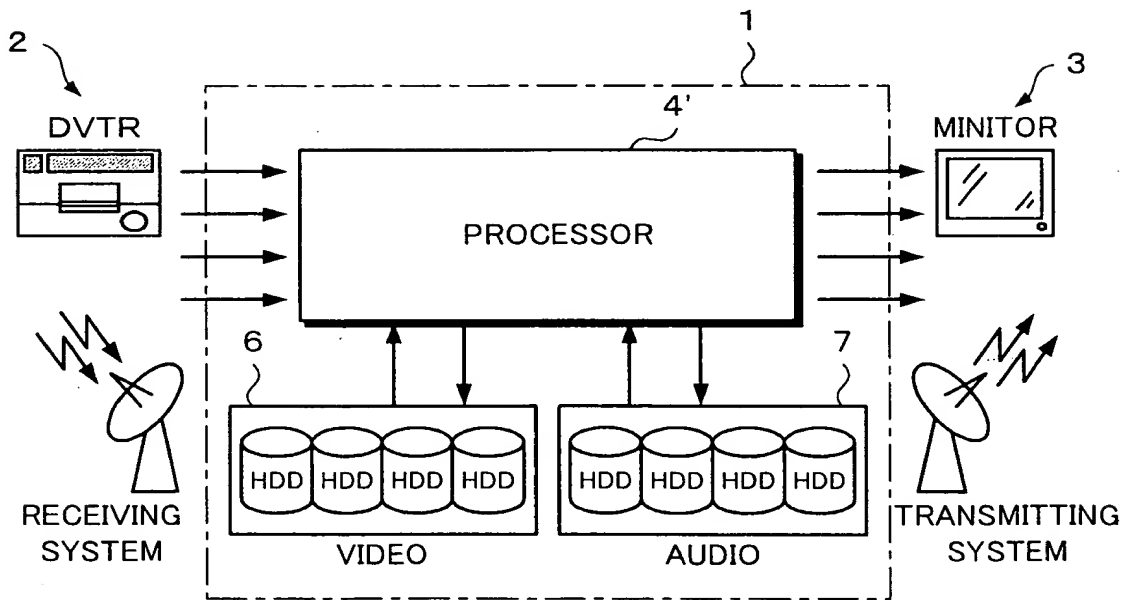 1
2
3
DVTR
4'
MINITOR
PROCESSOR
6
7
HDD HDD HDD HDD
HDD HDD HDD HDD
RECEIVING
SYSTEM
VIDEO
AUDIO
TRANSMITTING
SYSTEM